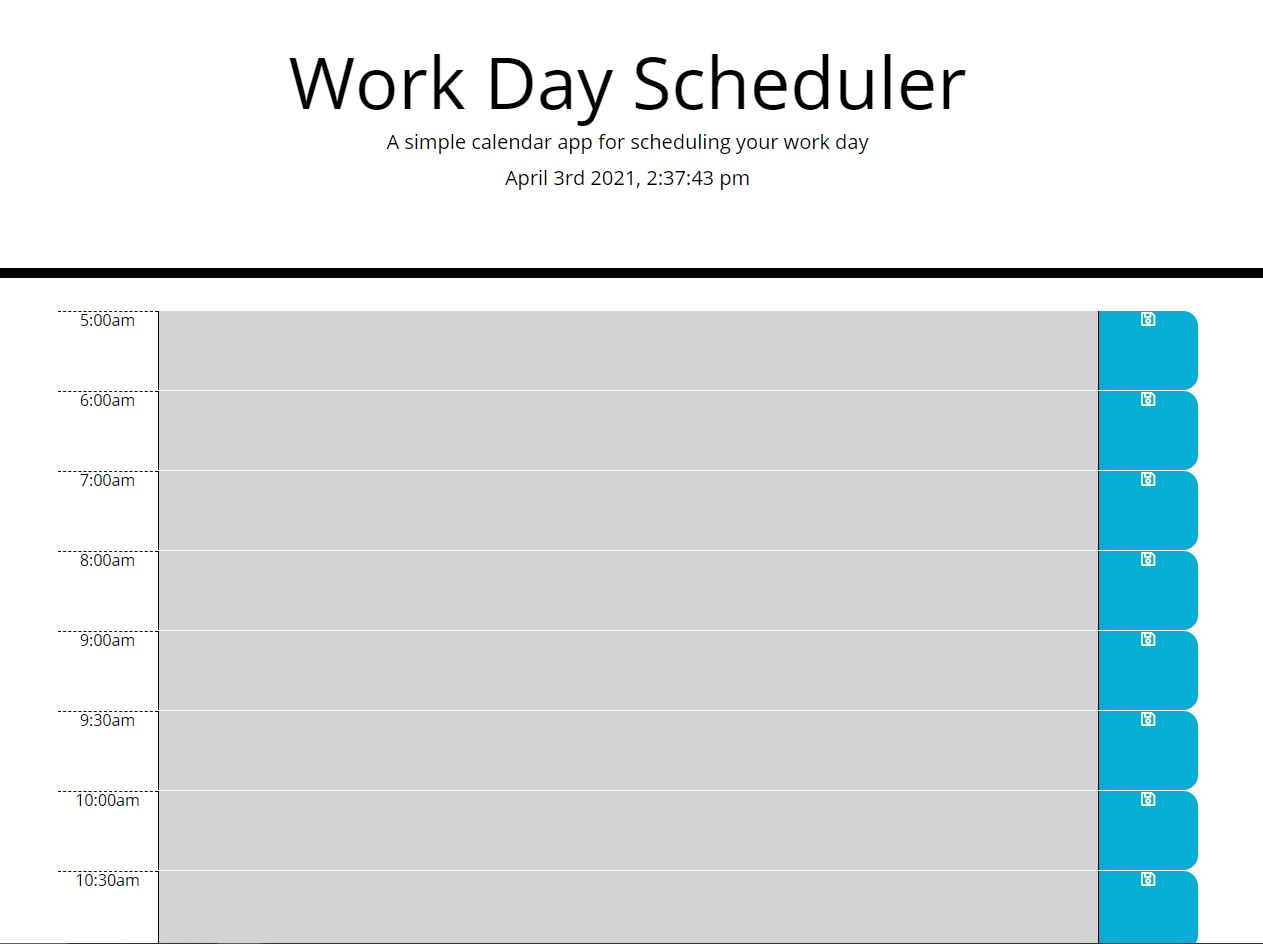 Work Day Scheduler
A simple calendar app for scheduling your work day
April 3rd 2021, 2:37:43 pm
5:00am
6:00am
7:00am
8:00am
9:00am
9:30am
10:00am
10:30am